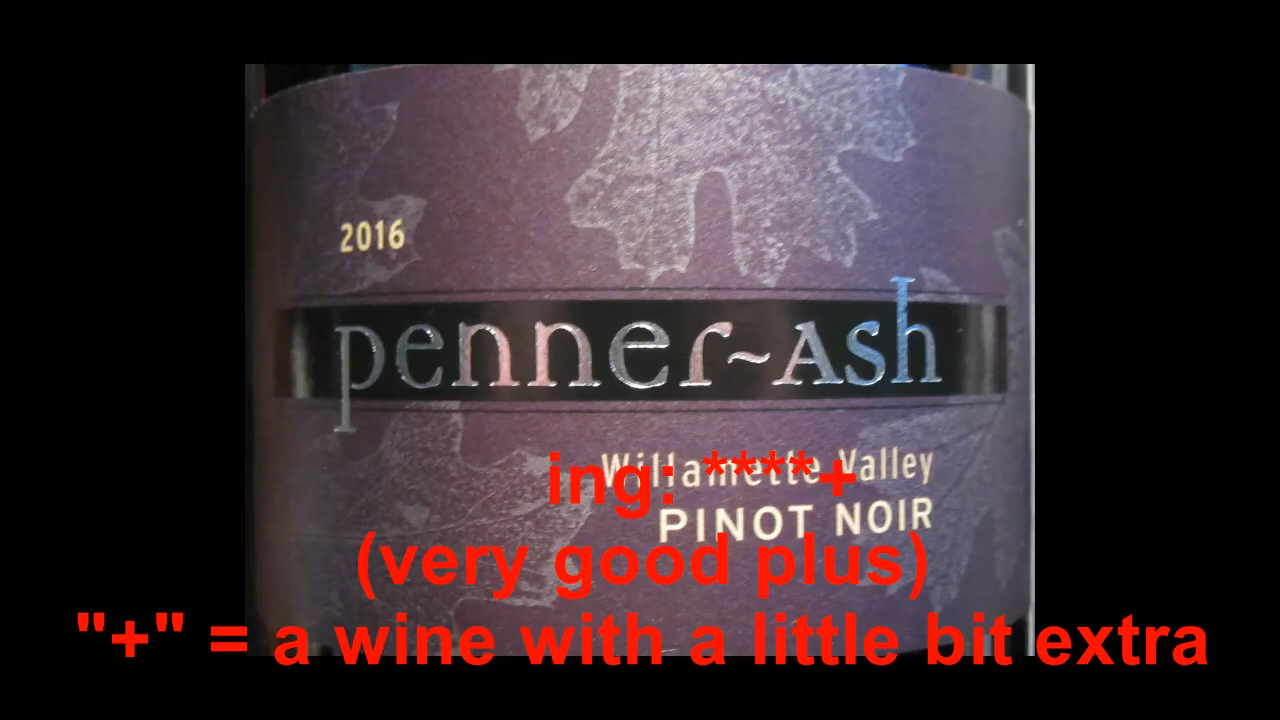 2016
penner~Ash
Willamette Valley
ing: ****+
PINOT NOIR
(very good plus)
"+" = a wine with a little bit extra